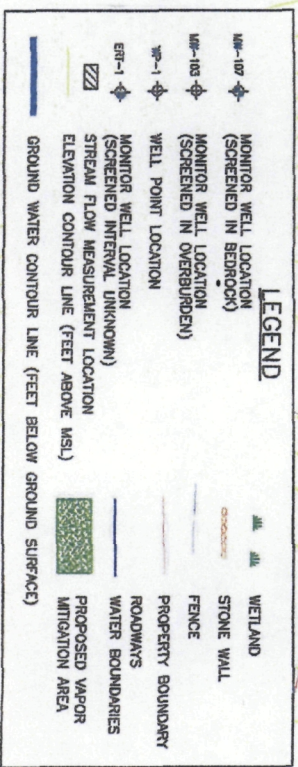 LEGEND
MW-107
MONITOR WELL LOCATION
(SCREENED IN BEDROCK)
MW-103
MONITOR WELL LOCATION
(SCREENED IN OVERBURDEN)
WP-1
WELL POINT LOCATION
ERT-1
MONITOR WELL LOCATION
(SCREENED INTERVAL UNKNOWN)
STREAM FLOW MEASUREMENT LOCATION
ELEVATION CONTOUR LINE (FEET ABOVE MSL)
GROUND WATER CONTOUR LINE (FEET BELOW GROUND SURFACE)
WETLAND
STONE WALL
FENCE
PROPERTY BOUNDARY
ROADWAYS
WATER BOUNDARIES
PROPOSED VAPOR
MITIGATION AREA